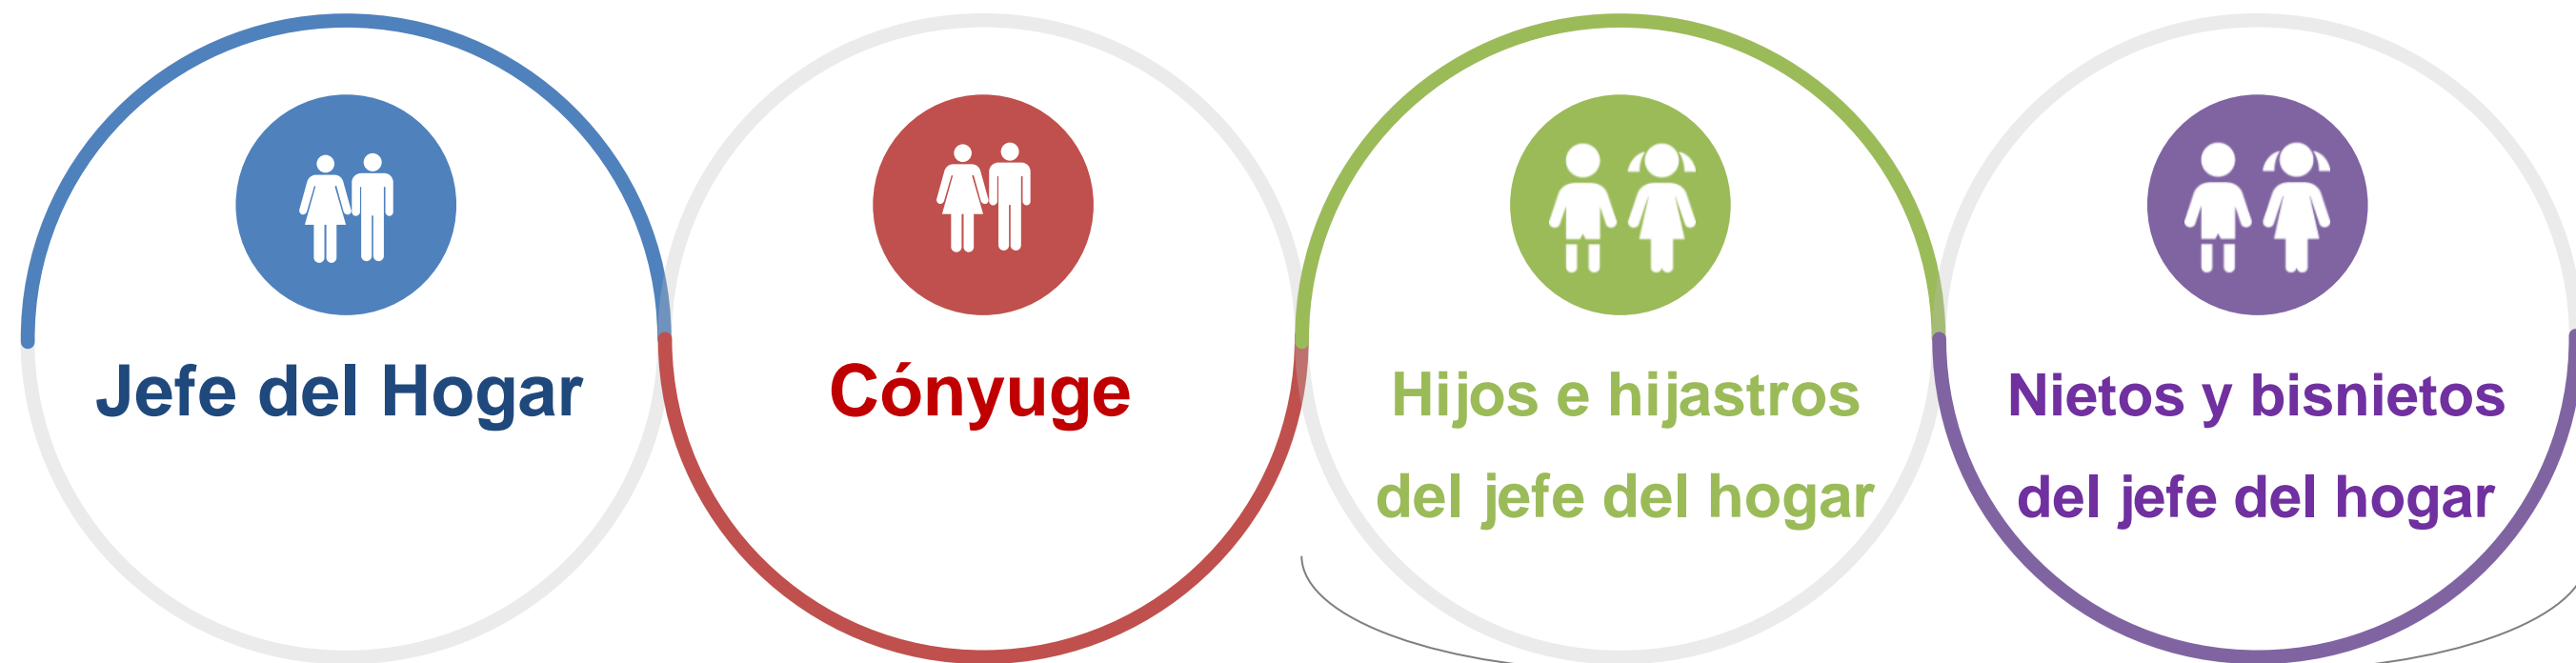 Jefe del Hogar
Cónyuge
Hijos e hijastros
del jefe del hogar
Nietos y bisnietos
del jefe del hogar